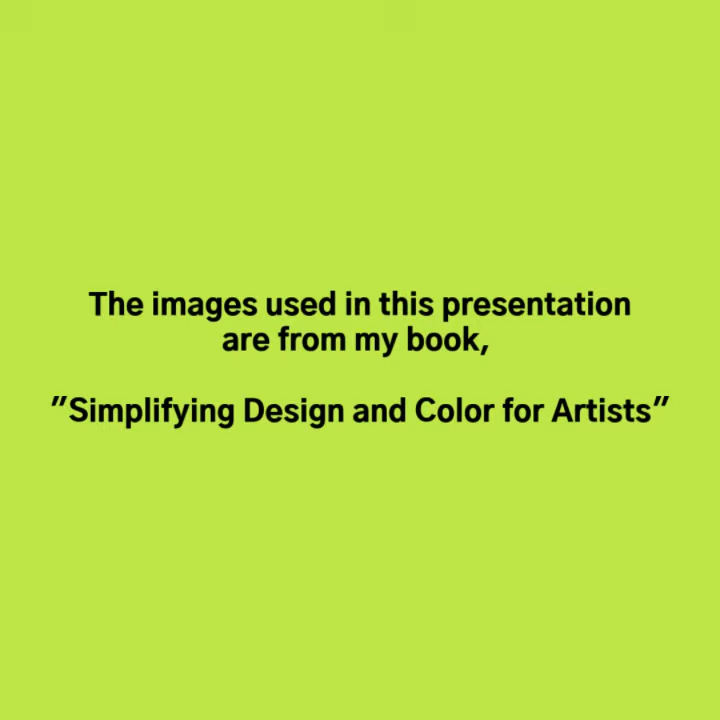 The images used in this presentation
are from my book,
"Simplifying Design and Color for Artists"